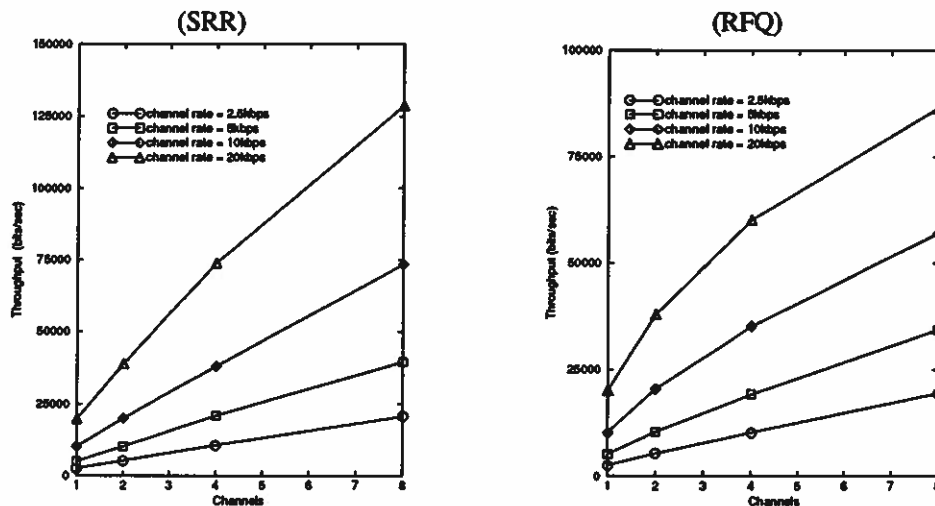 (SRR)
150000
125000
100000
75000
50000
25000
0
Throughput (bits/sec)
channel rate = 2.5kbps
channel rate = 5kbps
channel rate = 10kbps
channel rate = 20kbps
1 2 3 4 5 6 7 8
Channels
(RFQ)
100000
75000
50000
25000
0
Throughput (bits/sec)
channel rate = 2.5kbps
channel rate = 5kbps
channel rate = 10kbps
channel rate = 20kbps
1 2 3 4 5 6 7 8
Channels